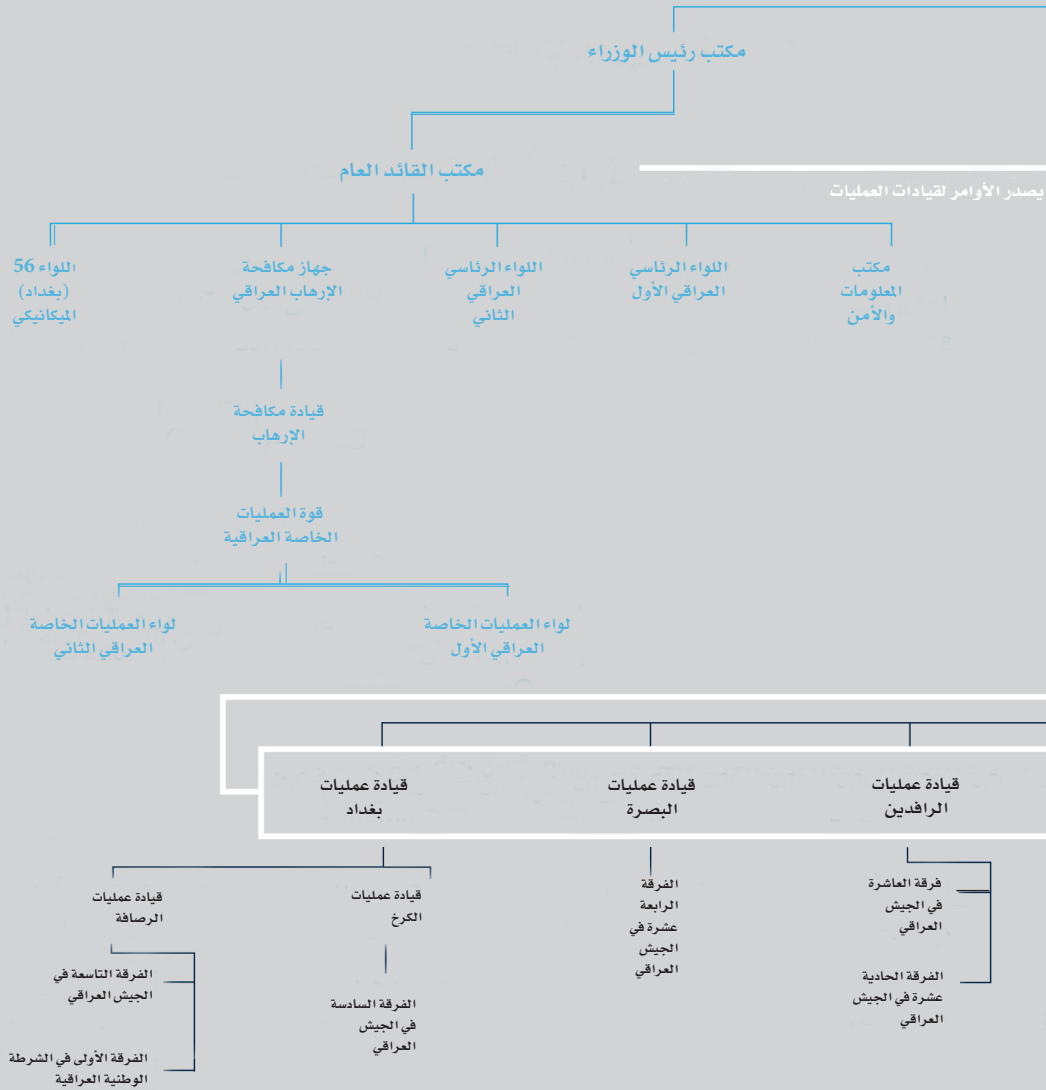 مكتب رئيس الوزراء
مكتب القائد العام
يصدر الأوامر لقيادات العمليات
مكتب
المعلومات
والأمن
اللواء الرئاسي
العراقي الأول
اللواء الرئاسي
العراقي
الثاني
جهاز مكافحة
الإرهاب العراقي
اللواء 56
(بغداد)
الميكانيكي
قيادة مكافحة
الإرهاب
قوة العمليات
الخاصة العراقية
لواء العمليات الخاصة
العراقي الأول
لواء العمليات الخاصة
العراقي الثاني
قيادة عمليات
الرافدين
قيادة عمليات
البصرة
قيادة عمليات
بغداد
فرقة العاشرة
في الجيش
العراقي
الفرقة الحادية
عشرة في الجيش
العراقي
الفرقة
الرابعة
عشرة في
الجيش
العراقي
قيادة عمليات
الكرخ
الفرقة السادسة
في الجيش
العراقي
قيادة عمليات
الرصافة
الفرقة التاسعة في
الجيش العراقي
الفرقة الأولى في الشرطة
الوطنية العراقية